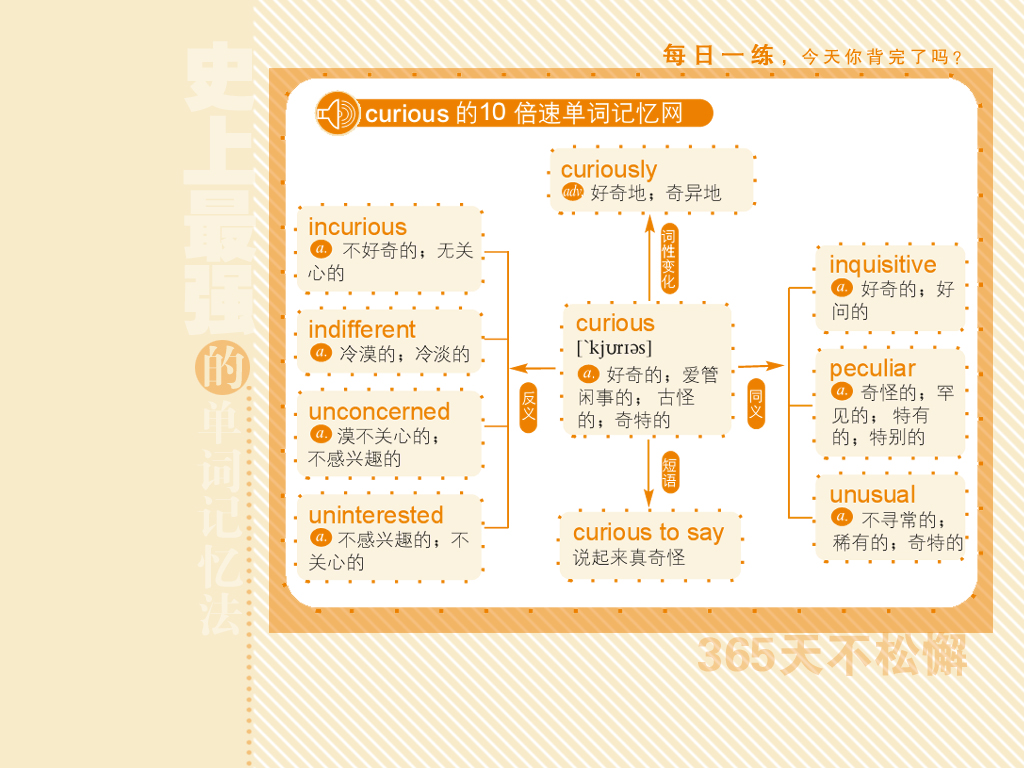 每日一练，今天你背完了吗？
史上最强的单词记忆法
curious 的10 倍速单词记忆网
curiously
adv. 好奇地；奇异地
词性变化
incurious
a. 不好奇的；无关
心的
indifferent
a. 冷漠的；冷淡的
unconcerned
a. 漠不关心的；
不感兴趣的
uninterested
a. 不感兴趣的；不
关心的
反义
curious
[`kjʊrɪəs]
a. 好奇的；爱管
闲事的； 古怪
的；奇特的
同义
inquisitive
a. 好奇的；好
问的
peculiar
a. 奇怪的；罕
见的； 特有
的；特别的
unusual
a. 不寻常的；
稀有的；奇特的
短语
curious to say
说起来真奇怪
365天不松懈